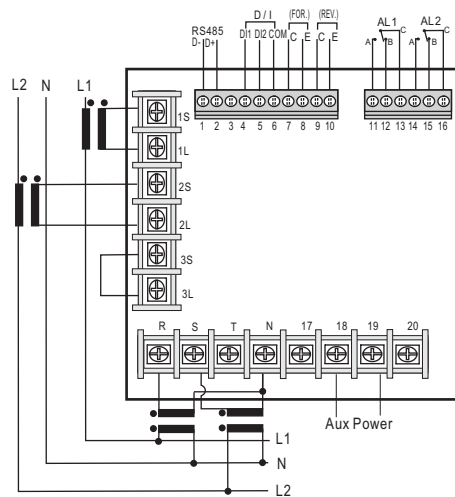 D / I (FOR.) (REV.) AL1 AL2
RS485
D- D+ DI1 DI2 COM C E C E A B C A B C
L2 N L1
1S
1 2 3 4 5 6 7 8 9 10 11 12 13 14 15 16
1L
2S
2L
3S
3L
R S T N 17 18 19 20
Aux Power
L1
N
L2